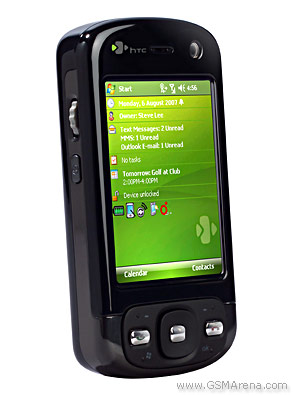 htc
Start
4:56
Monday, 6 August 2007
Owner: Steve Lee
Text Messages: 2 Unread
MMS: 1 Unread
Outlook E-mail: 1 Unread
No tasks
Tomorrow: Golf at Club
2:00PM-4:00PM
Device unlocked
Calendar Contacts
www.GSMArena.com